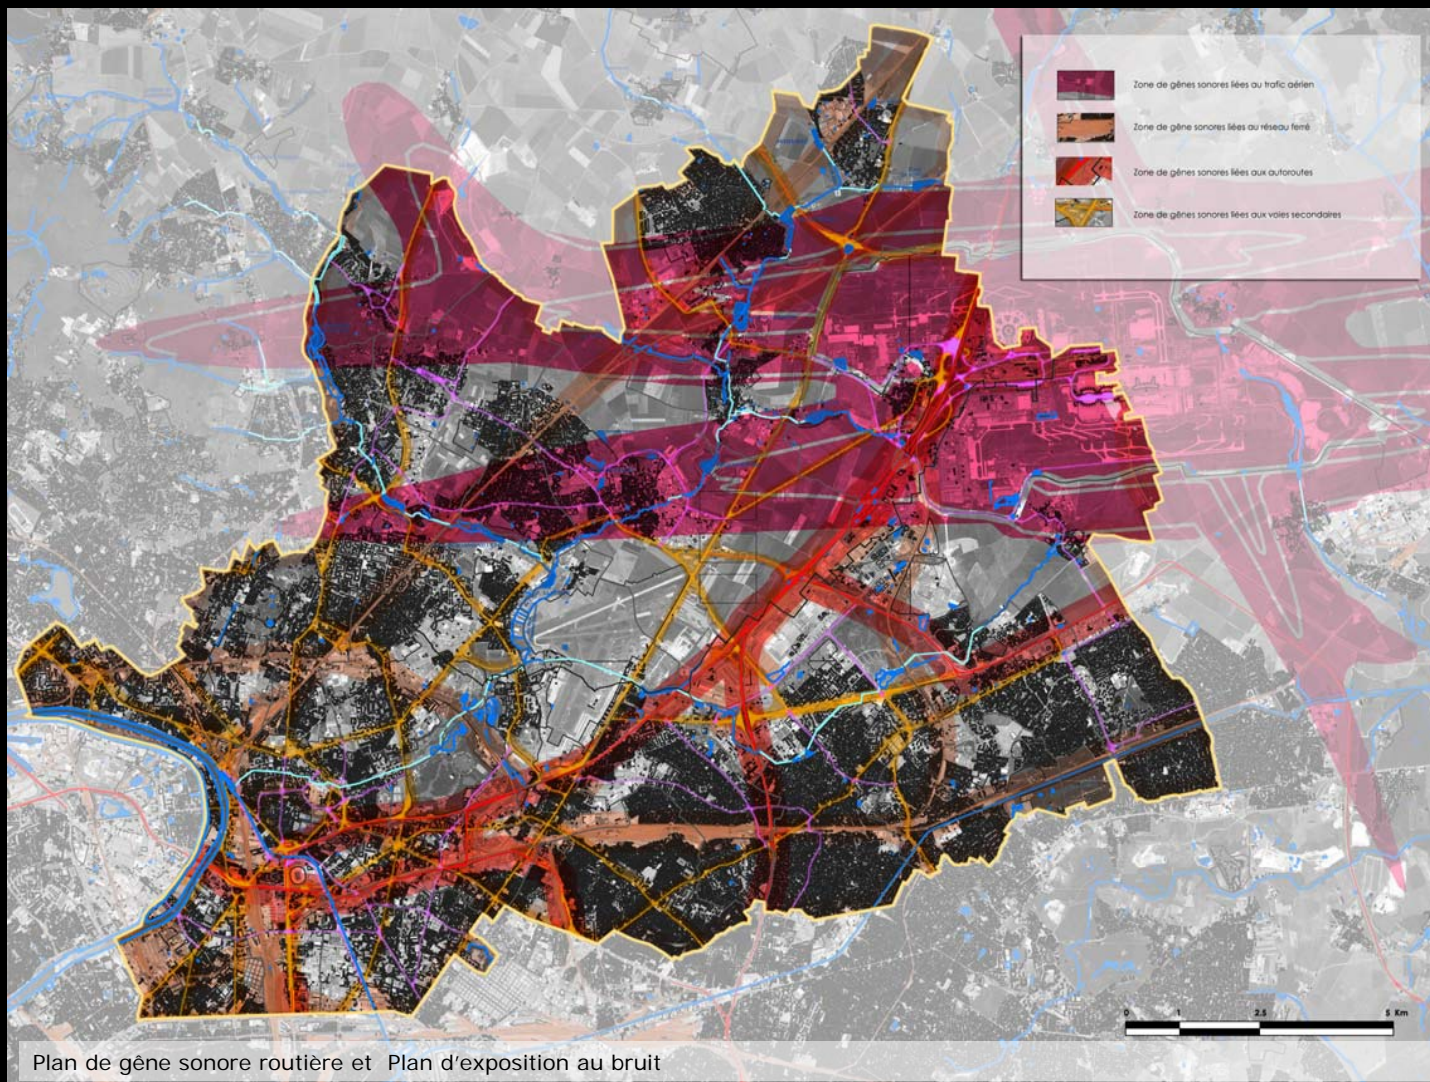 Zone de gênes sonores liées au trafic aérien
Zone de gêne sonores liées au réseau ferré
Zone de gênes sonores liées aux autoroutes
Zone de gênes sonores liées aux voies secondaires
0 1 2.5 5 Km
Plan de gêne sonore routière et Plan d'exposition au bruit